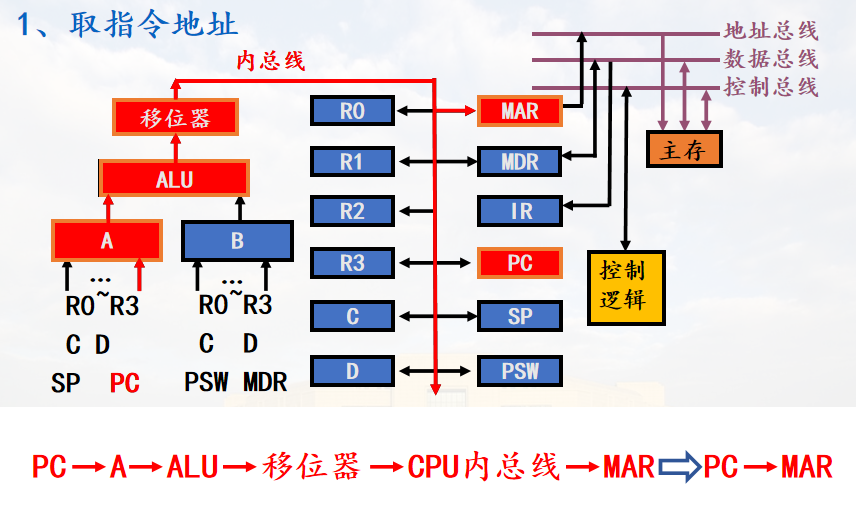 1、取指令地址
内总线
地址总线
数据总线
控制总线
移位器
R0
MAR
主存
ALU
R1
MDR
R2
IR
A
B
R3
PC
控制
逻辑
...
R0~R3
...
R0~R3
C
SP
C D
C D
SP PC
PSW MDR
D
PSW
PC→A→ALU→移位器→CPU内总线→MAR⇨PC→MAR